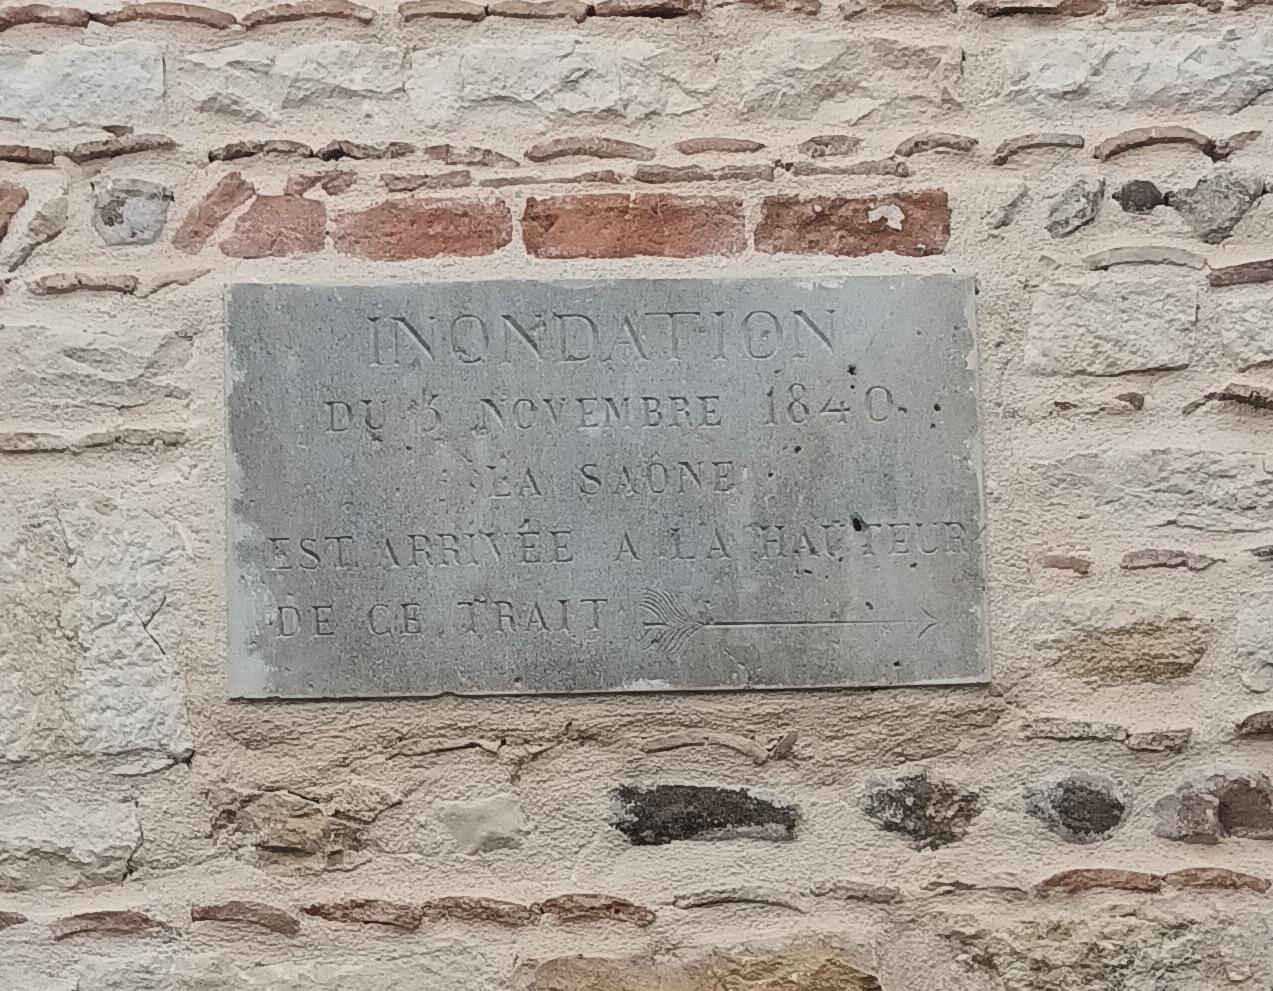 INONDATION
DU 5 NOVEMBRE 1840.
LA SAÔNE
EST ARRIVÉE A LA HAUTEUR
DE CE TRAIT